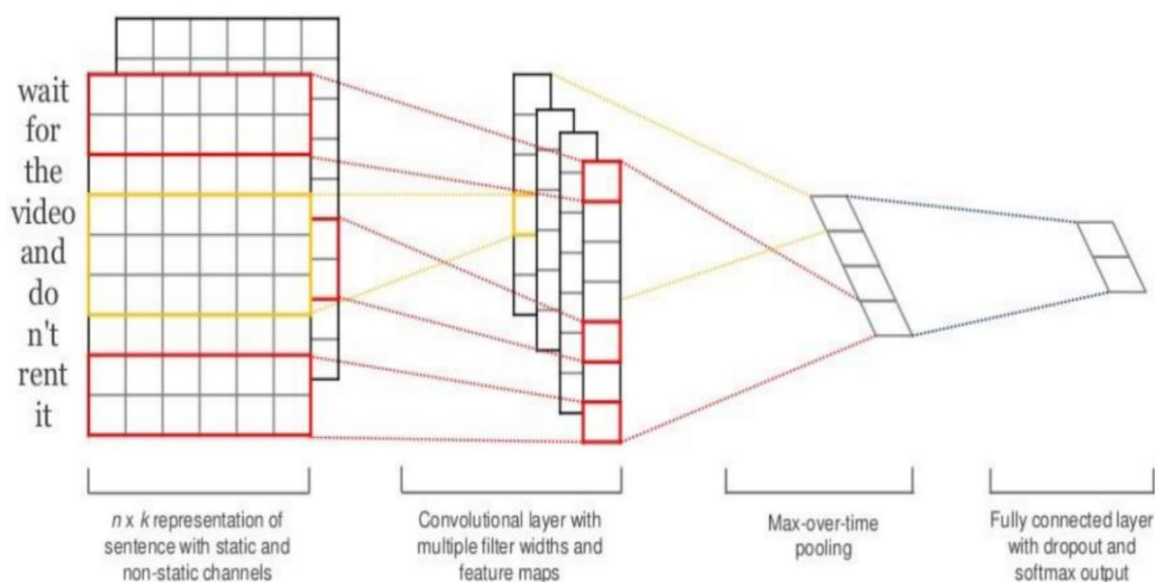 wait
for
the
video
and
do
n't
rent
it
n x k representation of
sentence with static and
non-static channels
Convolutional layer with
multiple filter widths and
feature maps
Max-over-time
pooling
Fully connected layer
with dropout and
softmax output